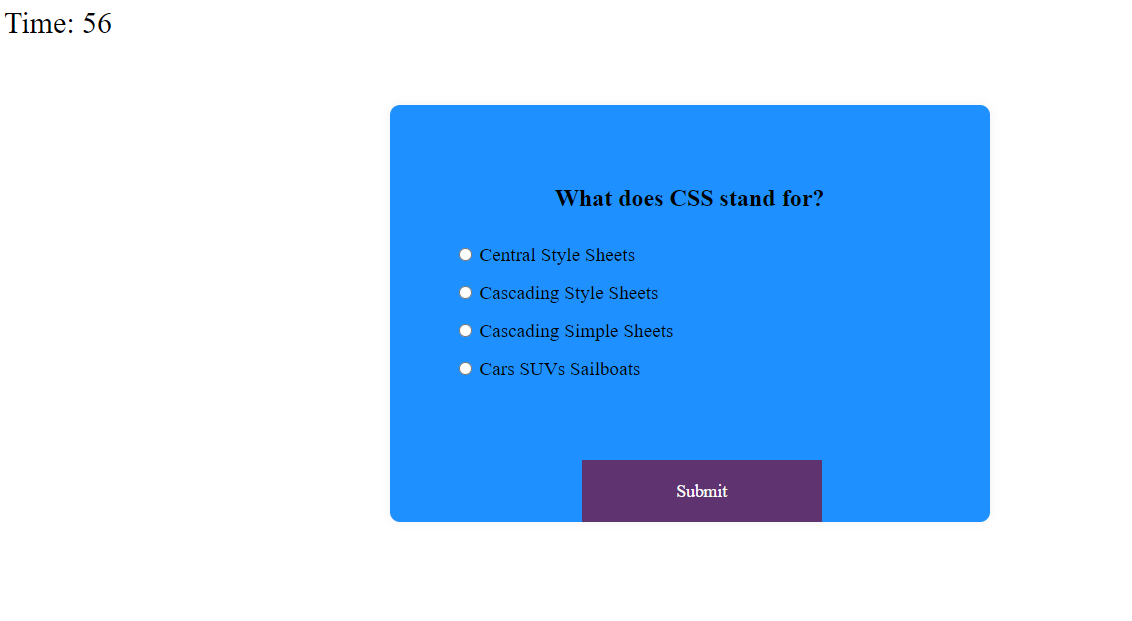 Time: 56
What does CSS stand for?
Central Style Sheets
Cascading Style Sheets
Cascading Simple Sheets
Cars SUVs Sailboats
Submit